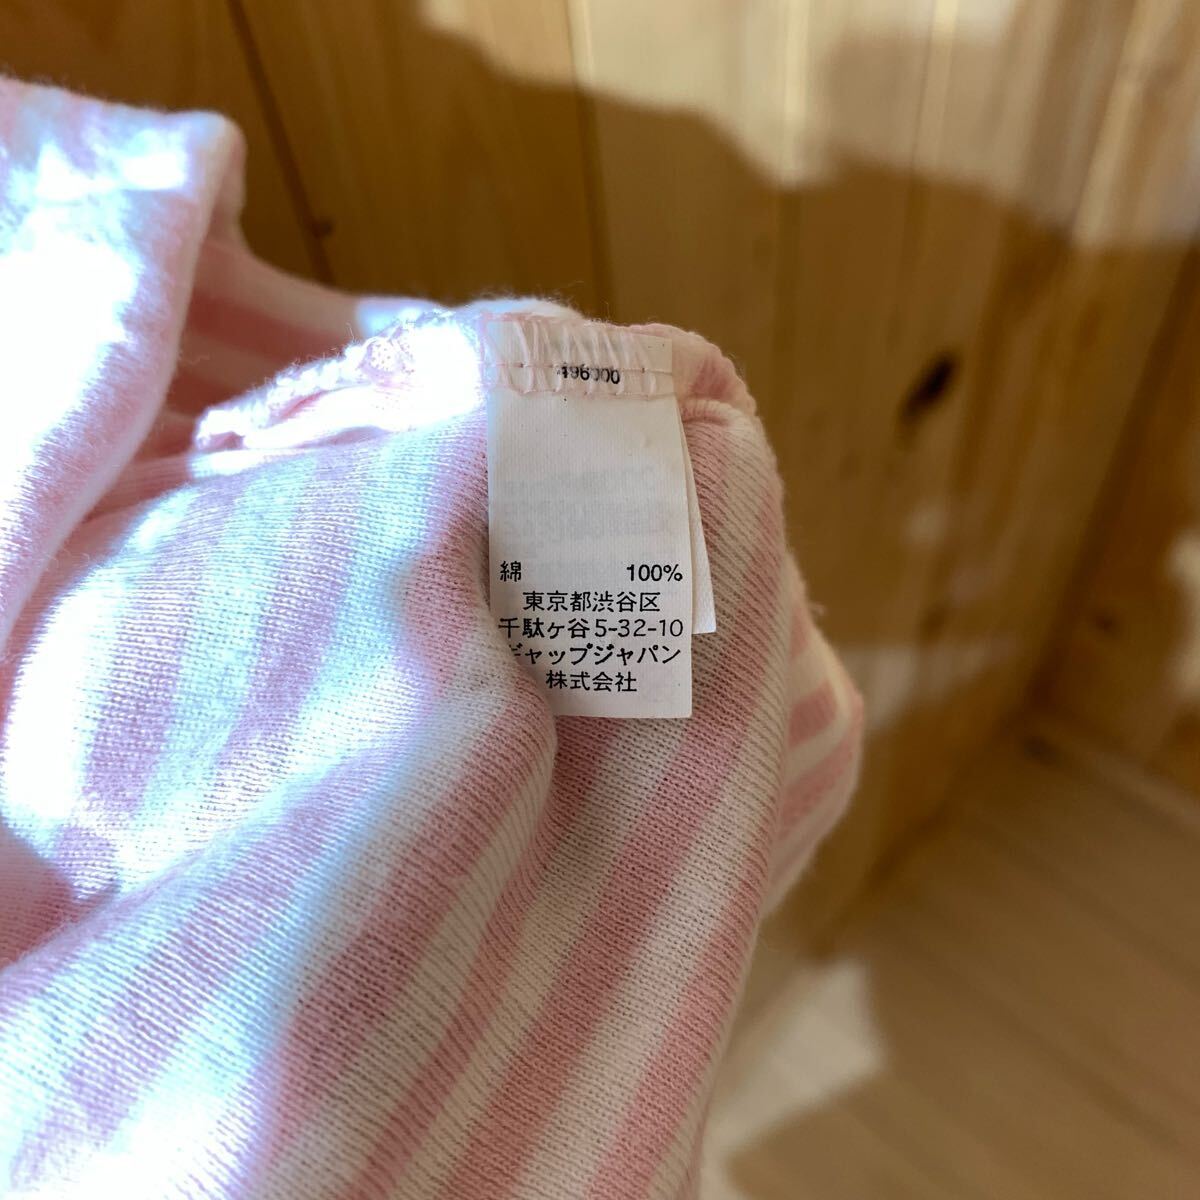 496000
綿 100%
東京都渋谷区
千駄ヶ谷5-32-10
ギャップジャパン
株式会社